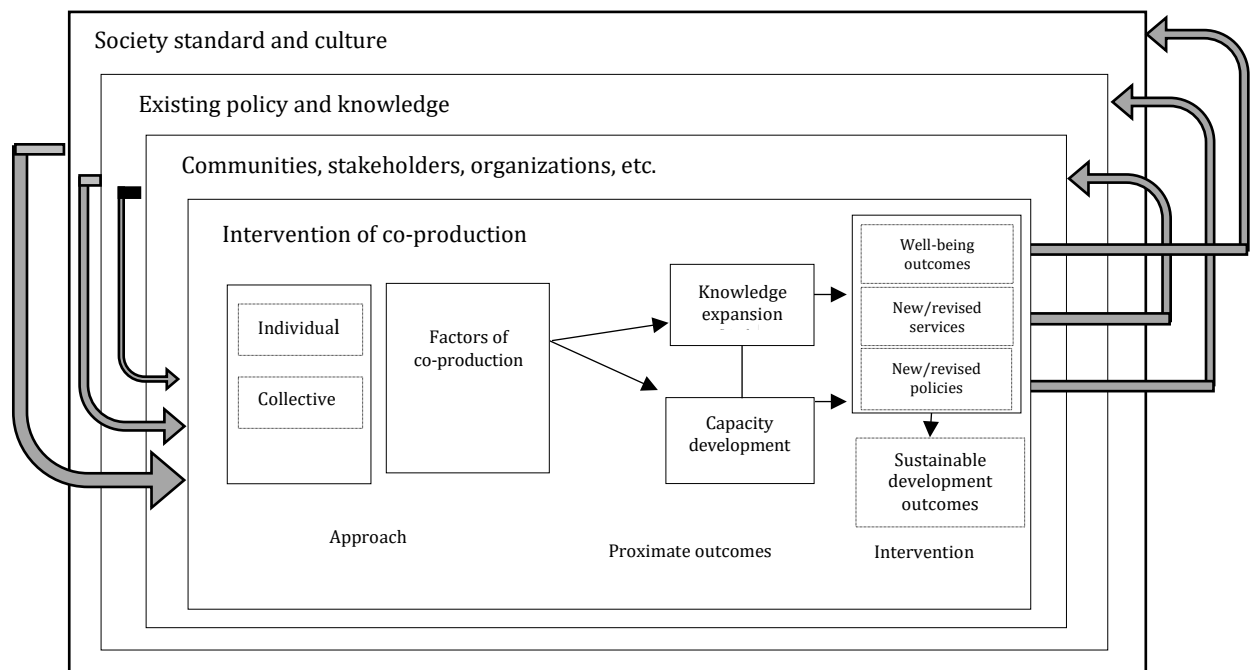 Society standard and culture
Existing policy and knowledge
Communities, stakeholders, organizations, etc.
Intervention of co-production
Individual
Collective
Factors of
co-production
Knowledge
expansion
Capacity
development
Well-being
outcomes
New/revised
services
New/revised
policies
Sustainable
development
outcomes
Approach
Proximate outcomes
Intervention